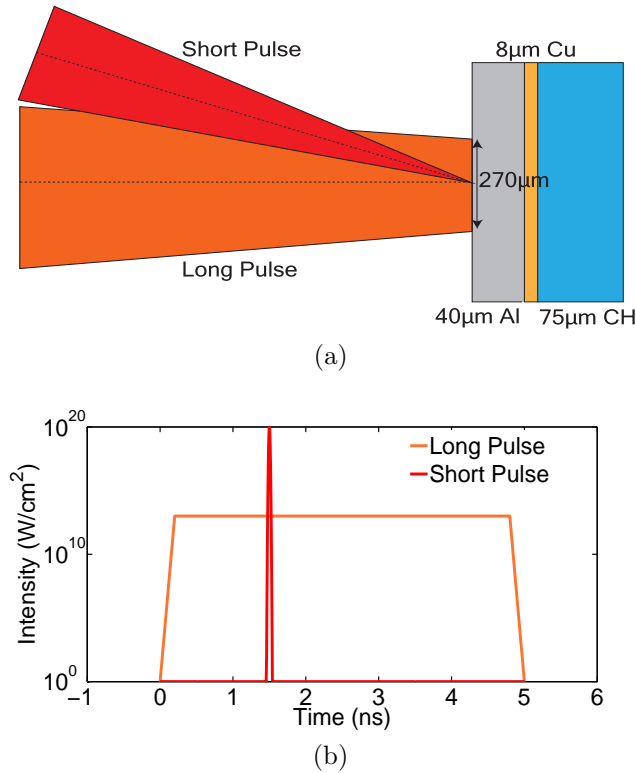 Short Pulse
8μm Cu
270μm
Long Pulse
40μm Al
75μm CH
(a)
10^20
10^10
10^0
Intensity (W/cm^2)
Long Pulse
Short Pulse
−1
0
1
2
3
4
5
6
Time (ns)
(b)